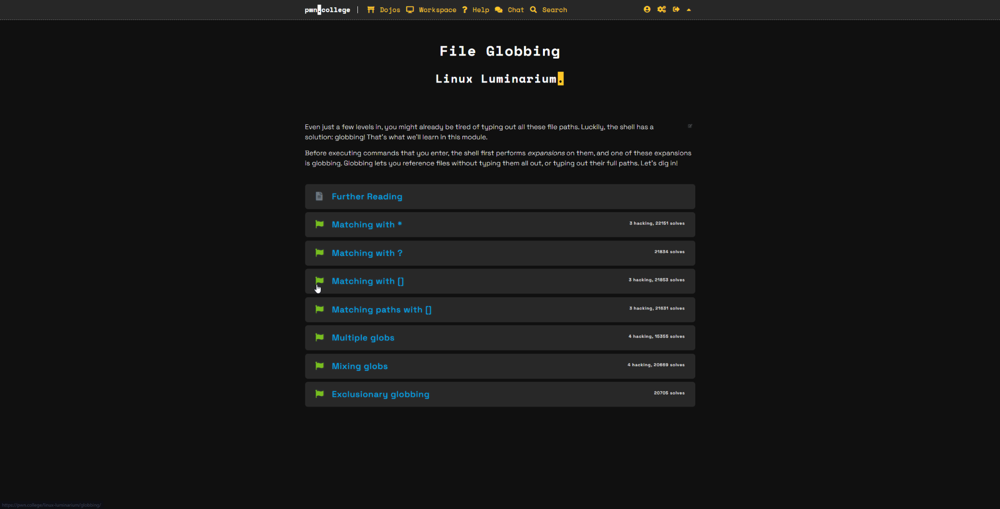 pwn.college | Dojos Workspace ? Help Chat Search
File Globbing
Linux Luminarium.
Even just a few levels in, you might already be tired of typing out all these file paths. Luckily, the shell has a
solution: globbing! That's what we'll learn in this module.
Before executing commands that you enter, the shell first performs expansions on them, and one of these expansions
is globbing. Globbing lets you reference files without typing them all out, or typing out their full paths. Let's dig in!
Further Reading
Matching with * 3 hacking, 22151 solves
Matching with ? 21834 solves
Matching with [] 3 hacking, 21853 solves
Matching paths with [] 3 hacking, 21631 solves
Multiple globs 4 hacking, 15355 solves
Mixing globs 4 hacking, 20669 solves
Exclusionary globbing 20705 solves
https://pwn.college/linux-luminarium/globbing/